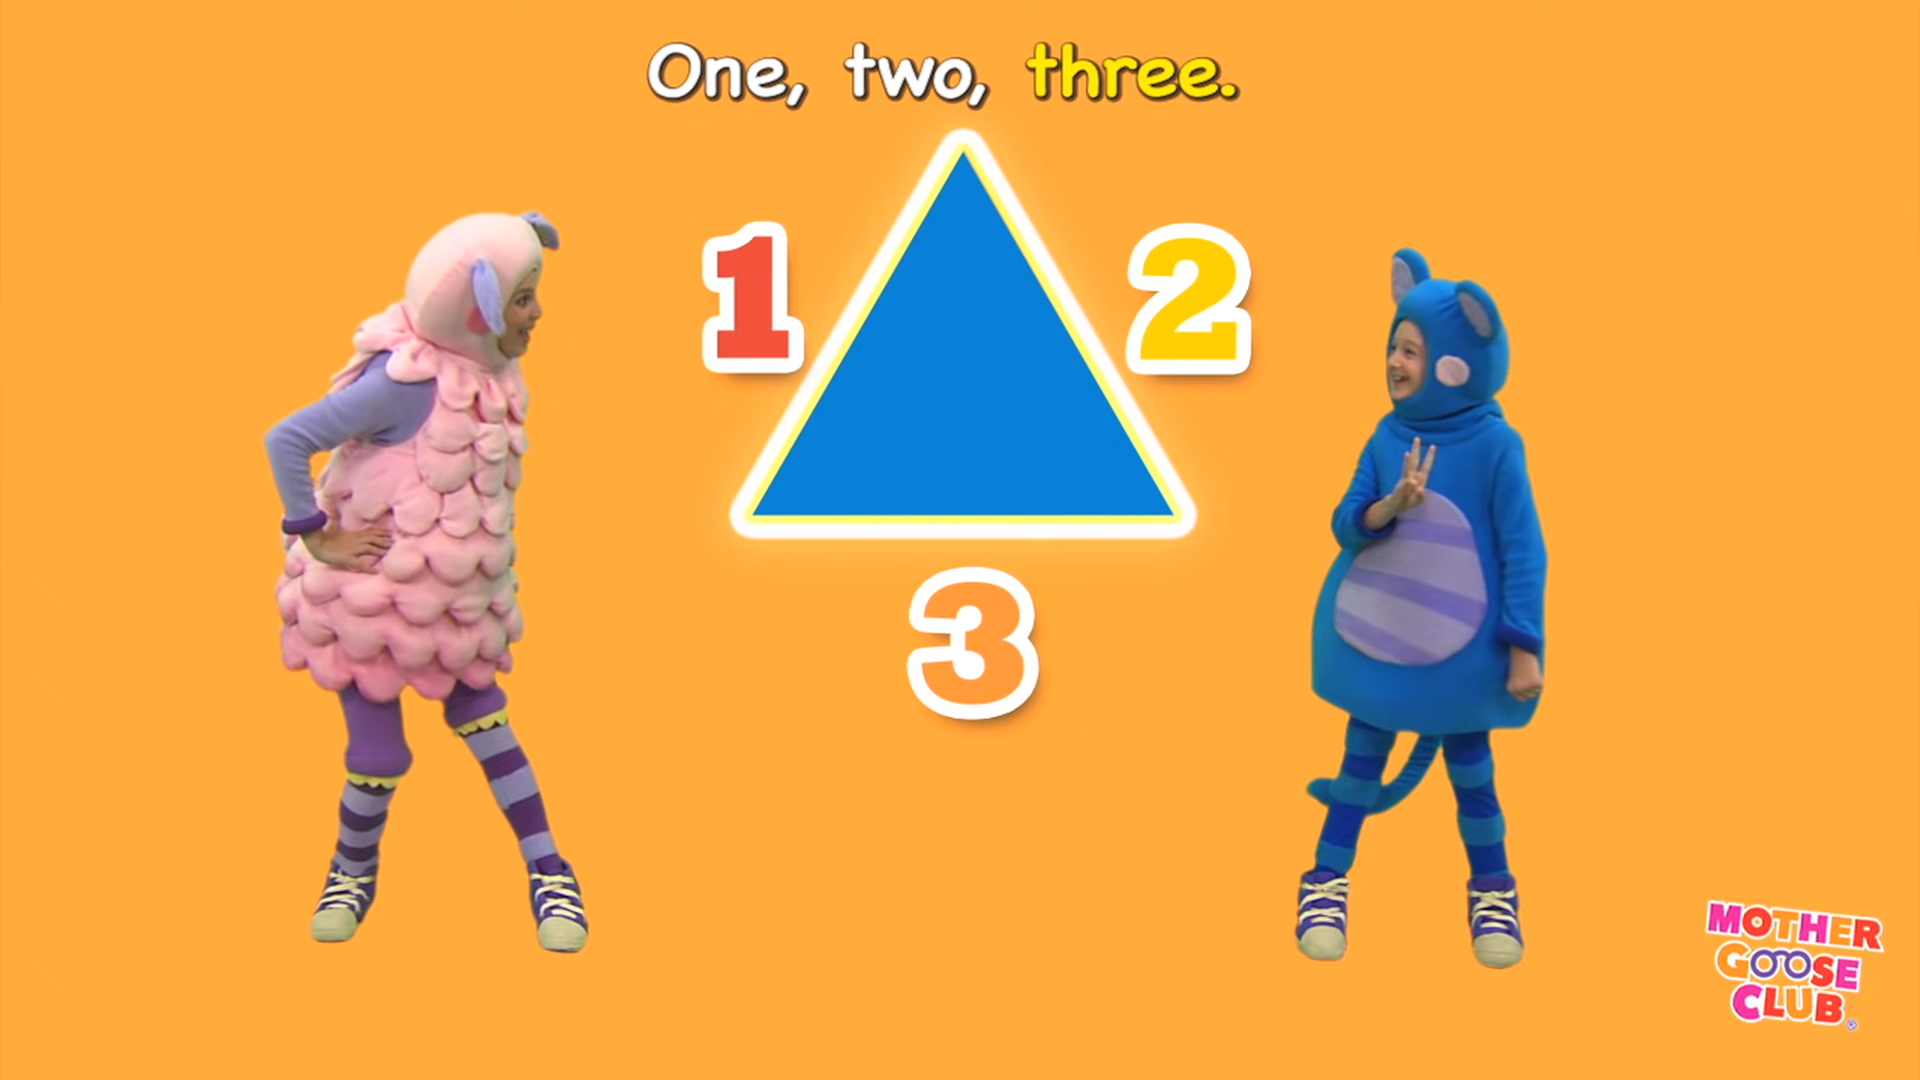 One, two, three.
1
2
3
MOTHER
GOOSE
CLUB
®